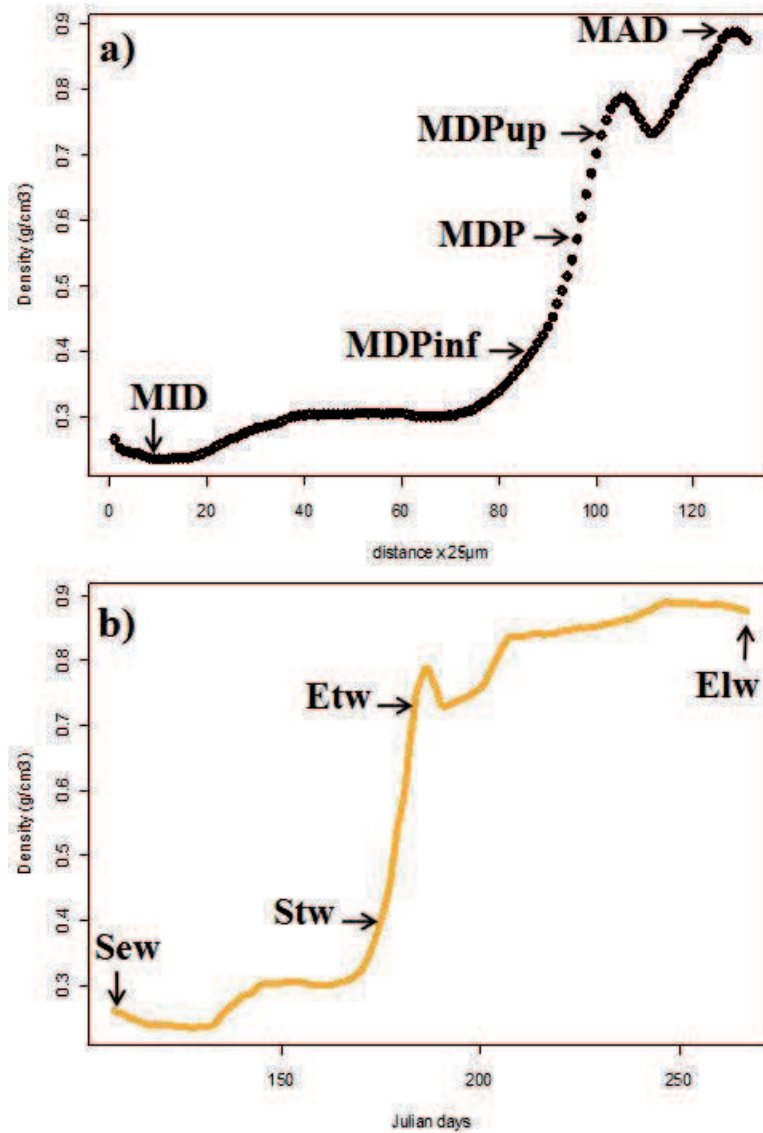 a)
MAD
MDPup
MDP
MDPinf
MID
Density (g/cm3)
0.9
0.8
0.7
0.6
0.5
0.4
0.3
0 20 40 60 80 100 120
distance x 25µm
b)
Etw
Elw
Stw
Sew
Density (g/cm3)
0.9
0.8
0.7
0.6
0.5
0.4
0.3
150 200 250
Julian days